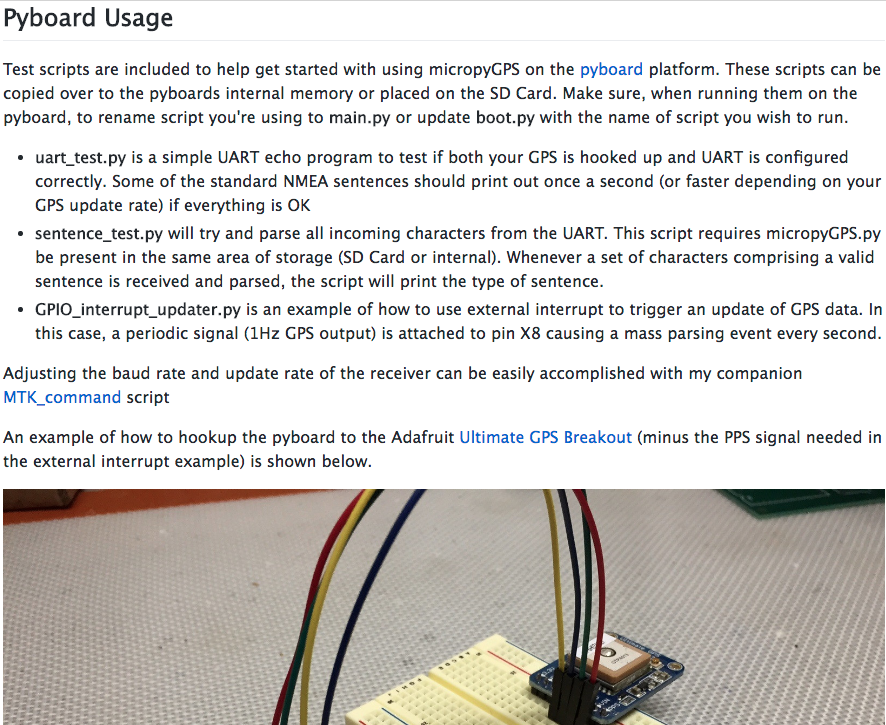 Pyboard Usage
Test scripts are included to help get started with using micropyGPS on the pyboard platform. These scripts can be
copied over to the pyboards internal memory or placed on the SD Card. Make sure, when running them on the
pyboard, to rename script you're using to main.py or update boot.py with the name of script you wish to run.
• uart_test.py is a simple UART echo program to test if both your GPS is hooked up and UART is configured
correctly. Some of the standard NMEA sentences should print out once a second (or faster depending on your
GPS update rate) if everything is OK
• sentence_test.py will try and parse all incoming characters from the UART. This script requires micropyGPS.py
be present in the same area of storage (SD Card or internal). Whenever a set of characters comprising a valid
sentence is received and parsed, the script will print the type of sentence.
• GPIO_interrupt_updater.py is an example of how to use external interrupt to trigger an update of GPS data. In
this case, a periodic signal (1Hz GPS output) is attached to pin X8 causing a mass parsing event every second.
Adjusting the baud rate and update rate of the receiver can be easily accomplished with my companion
MTK_command script
An example of how to hookup the pyboard to the Adafruit Ultimate GPS Breakout (minus the PPS signal needed in
the external interrupt example) is shown below.